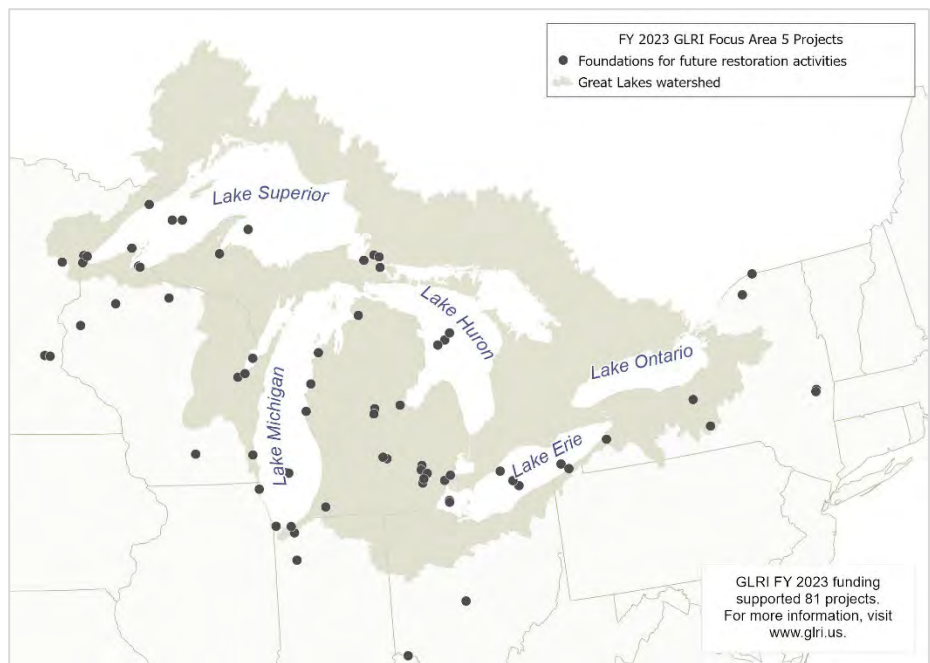 FY 2023 GLRI Focus Area 5 Projects
Foundations for future restoration activities
Great Lakes watershed
Lake Superior
Lake Huron
Lake Ontario
Lake Michigan
Lake Erie
GLRI FY 2023 funding
supported 81 projects.
For more information, visit
www.glri.us.